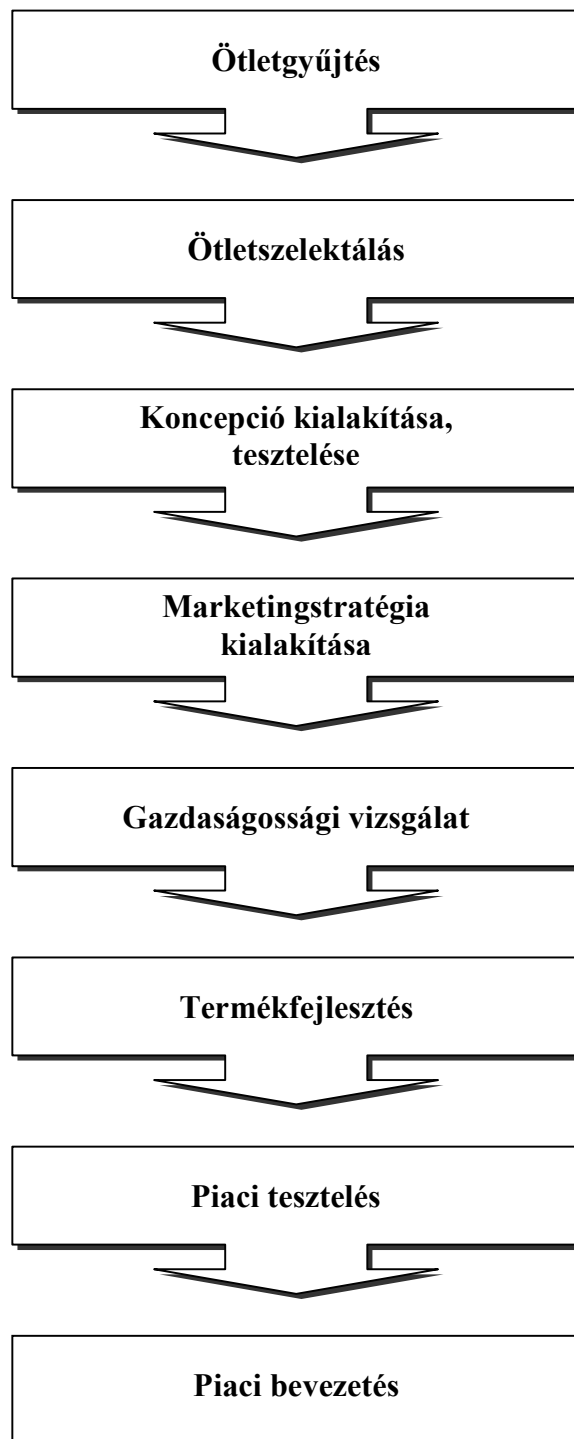 Ötletgyűjtés
Ötletszelektálás
Koncepció kialakítása,
tesztelése
Marketingstratégia
kialakítása
Gazdaságossági vizsgálat
Termékfejlesztés
Piaci tesztelés
Piaci bevezetés